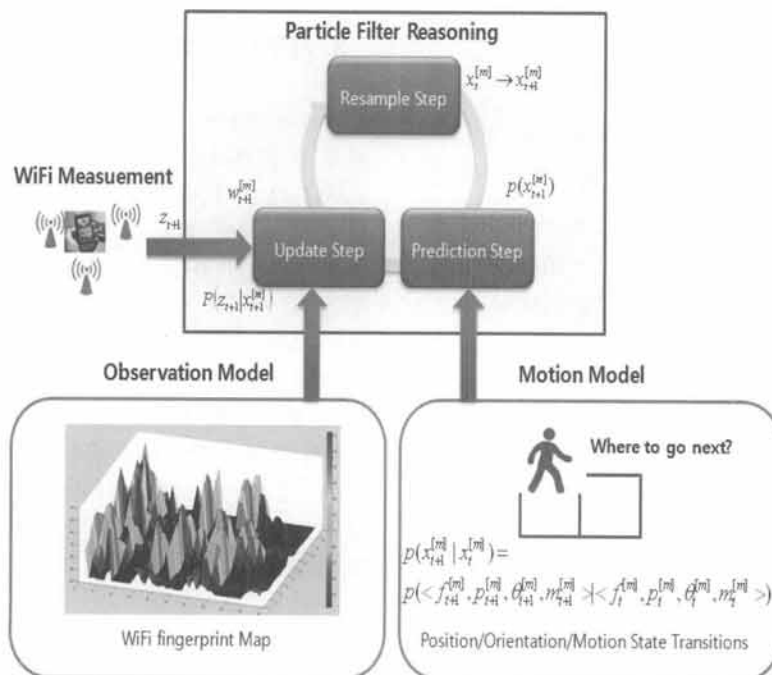 Particle Filter Reasoning
Resample Step
x_t^{[m]} → x_{t+1}^{[m]}
WiFi Measuement
z_{t+1}
w_{t+1}^{[m]}
p(x_{t+1}^{[m]})
Update Step
Prediction Step
P(z_{t+1}|x_{t+1}^{[m]})
Observation Model
Motion Model
Where to go next?
p(x_{t+1}^{[m]} | x_t^{[m]}) =
p(< f_{t+1}^{[m]}, p_{t+1}^{[m]}, θ_{t+1}^{[m]}, m_{t+1}^{[m]} >|< f_t^{[m]}, p_t^{[m]}, θ_t^{[m]}, m_t^{[m]} >)
WiFi fingerprint Map
Position/Orientation/Motion State Transitions